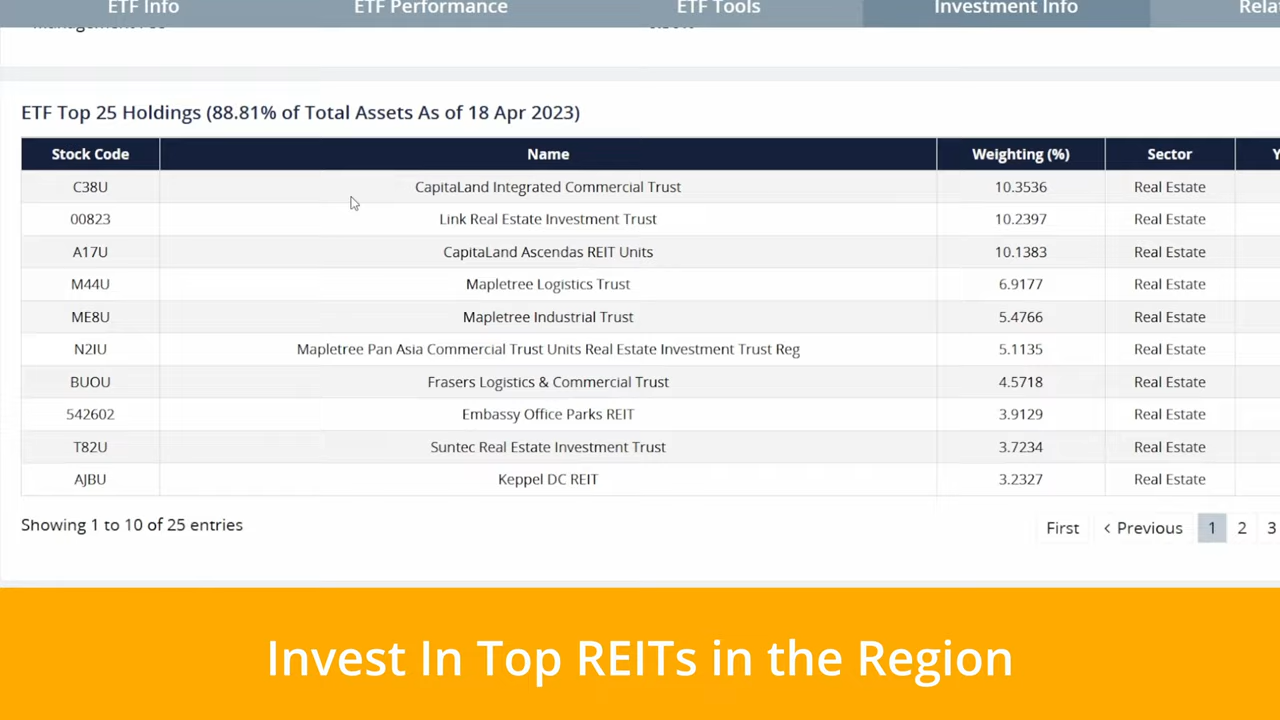 ETF Info ETF Performance ETF Tools Investment Info
ETF Top 25 Holdings (88.81% of Total Assets As of 18 Apr 2023)
Stock Code Name Weighting (%) Sector
C38U CapitaLand Integrated Commercial Trust 10.3536 Real Estate
00823 Link Real Estate Investment Trust 10.2397 Real Estate
A17U CapitaLand Ascendas REIT Units 10.1383 Real Estate
M44U Mapletree Logistics Trust 6.9177 Real Estate
ME8U Mapletree Industrial Trust 5.4766 Real Estate
N2IU Mapletree Pan Asia Commercial Trust Units Real Estate Investment Trust Reg 5.1135 Real Estate
BUOU Frasers Logistics & Commercial Trust 4.5718 Real Estate
542602 Embassy Office Parks REIT 3.9129 Real Estate
T82U Suntec Real Estate Investment Trust 3.7234 Real Estate
AJBU Keppel DC REIT 3.2327 Real Estate
Showing 1 to 10 of 25 entries
First < Previous 1 2 3
Invest In Top REITs in the Region